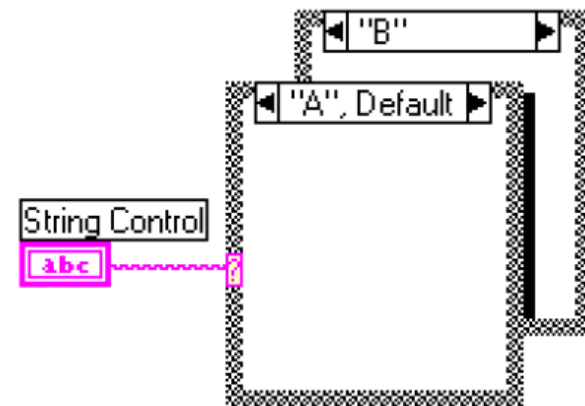 "B"
"A", Default
String Control
abc
?